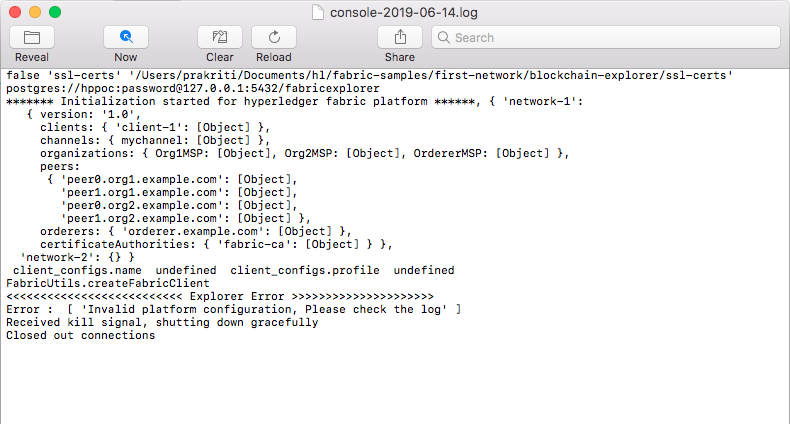 console-2019-06-14.log
Reveal Now Clear Reload Share Search
false 'ssl-certs' '/Users/prakriti/Documents/hl/fabric-samples/first-network/blockchain-explorer/ssl-certs'
postgres://hppoc:password@127.0.0.1:5432/fabricexplorer
******* Initialization started for hyperledger fabric platform ******, { 'network-1':
{ version: '1.0',
clients: { 'client-1': [Object] },
channels: { mychannel: [Object] },
organizations: { Org1MSP: [Object], Org2MSP: [Object], OrdererMSP: [Object] },
peers:
{ 'peer0.org1.example.com': [Object],
'peer1.org1.example.com': [Object],
'peer0.org2.example.com': [Object],
'peer1.org2.example.com': [Object] },
orderers: { 'orderer.example.com': [Object] },
certificateAuthorities: { 'fabric-ca': [Object] } },
'network-2': {} }
client_configs.name  undefined  client_configs.profile  undefined
FabricUtils.createFabricClient
<<<<<<<<<<<<<<<<<<<<<<<<<< Explorer Error >>>>>>>>>>>>>>>>>>>>>
Error :  [ 'Invalid platform configuration, Please check the log' ]
Received kill signal, shutting down gracefully
Closed out connections